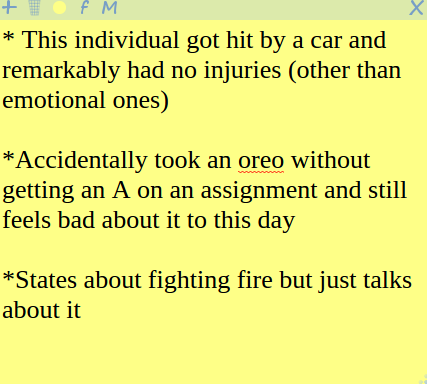 f M X
* This individual got hit by a car and
remarkably had no injuries (other than
emotional ones)
*Accidentally took an oreo without
getting an A on an assignment and still
feels bad about it to this day
*States about fighting fire but just talks
about it